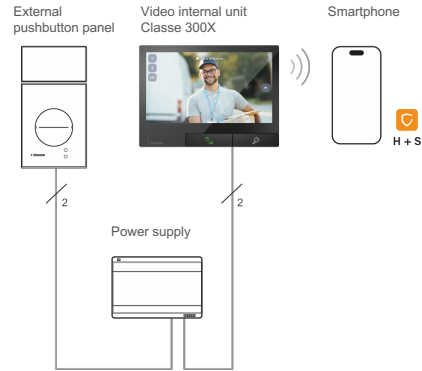 External
pushbutton panel
Video internal unit
Classe 300X
Smartphone
H + S
2
2
Power supply